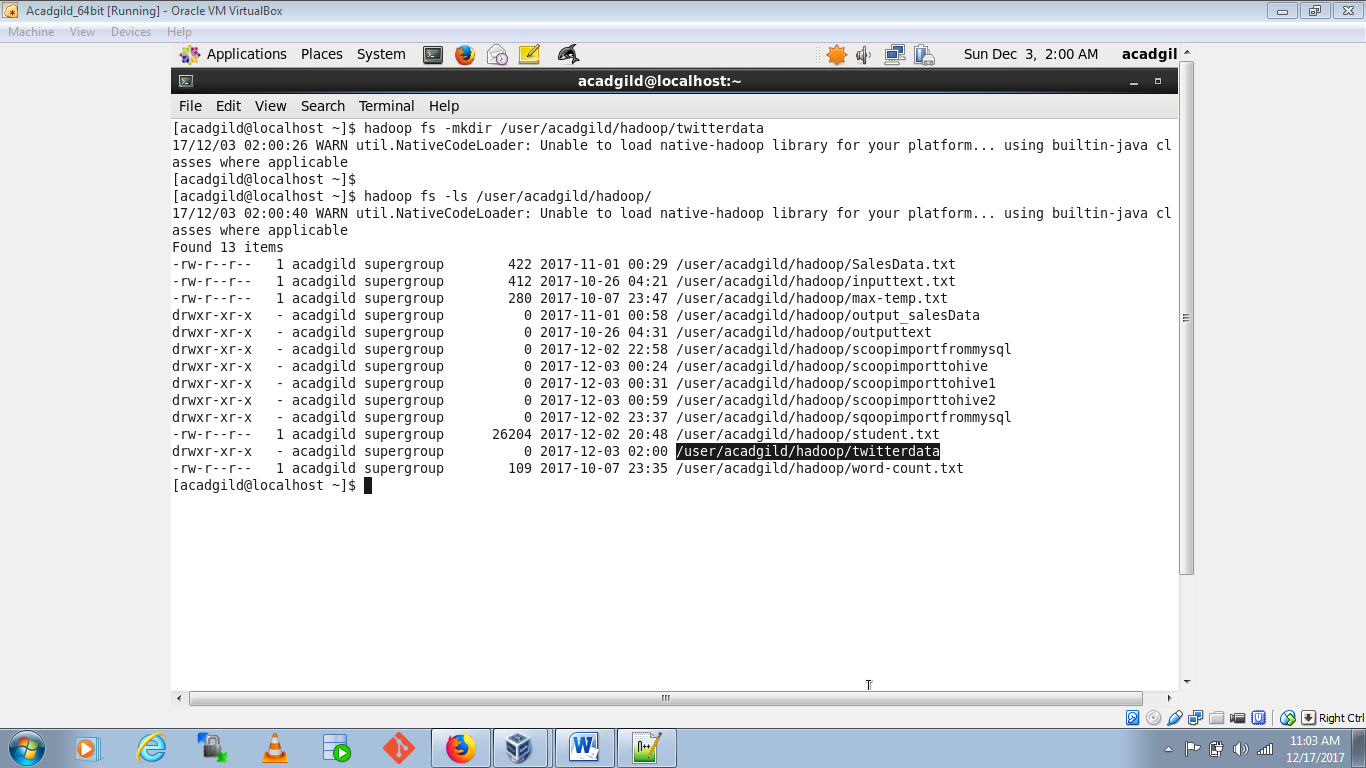 Acadgild_64bit [Running] - Oracle VM VirtualBox
Machine View Devices Help
Applications Places System Sun Dec 3, 2:00 AM acadgil
acadgild@localhost:~
File Edit View Search Terminal Help
[acadgild@localhost ~]$ hadoop fs -mkdir /user/acadgild/hadoop/twitterdata
17/12/03 02:00:26 WARN util.NativeCodeLoader: Unable to load native-hadoop library for your platform... using builtin-java cl
asses where applicable
[acadgild@localhost ~]$
[acadgild@localhost ~]$ hadoop fs -ls /user/acadgild/hadoop/
17/12/03 02:00:40 WARN util.NativeCodeLoader: Unable to load native-hadoop library for your platform... using builtin-java cl
asses where applicable
Found 13 items
-rw-r--r--   1 acadgild supergroup        422 2017-11-01 00:29 /user/acadgild/hadoop/SalesData.txt
-rw-r--r--   1 acadgild supergroup        412 2017-10-26 04:21 /user/acadgild/hadoop/inputtext.txt
-rw-r--r--   1 acadgild supergroup        280 2017-10-07 23:47 /user/acadgild/hadoop/max-temp.txt
drwxr-xr-x   - acadgild supergroup          0 2017-11-01 00:58 /user/acadgild/hadoop/output_salesData
drwxr-xr-x   - acadgild supergroup          0 2017-10-26 04:31 /user/acadgild/hadoop/outputtext
drwxr-xr-x   - acadgild supergroup          0 2017-12-02 22:58 /user/acadgild/hadoop/scoopimportfrommysql
drwxr-xr-x   - acadgild supergroup          0 2017-12-03 00:24 /user/acadgild/hadoop/scoopimporttohive
drwxr-xr-x   - acadgild supergroup          0 2017-12-03 00:31 /user/acadgild/hadoop/scoopimporttohive1
drwxr-xr-x   - acadgild supergroup          0 2017-12-03 00:59 /user/acadgild/hadoop/scoopimporttohive2
drwxr-xr-x   - acadgild supergroup          0 2017-12-02 23:37 /user/acadgild/hadoop/sqoopimportfrommysql
-rw-r--r--   1 acadgild supergroup      26204 2017-12-02 20:48 /user/acadgild/hadoop/student.txt
drwxr-xr-x   - acadgild supergroup          0 2017-12-03 02:00 /user/acadgild/hadoop/twitterdata
-rw-r--r--   1 acadgild supergroup        109 2017-10-07 23:35 /user/acadgild/hadoop/word-count.txt
[acadgild@localhost ~]$
Right Ctrl
11:03 AM
12/17/2017